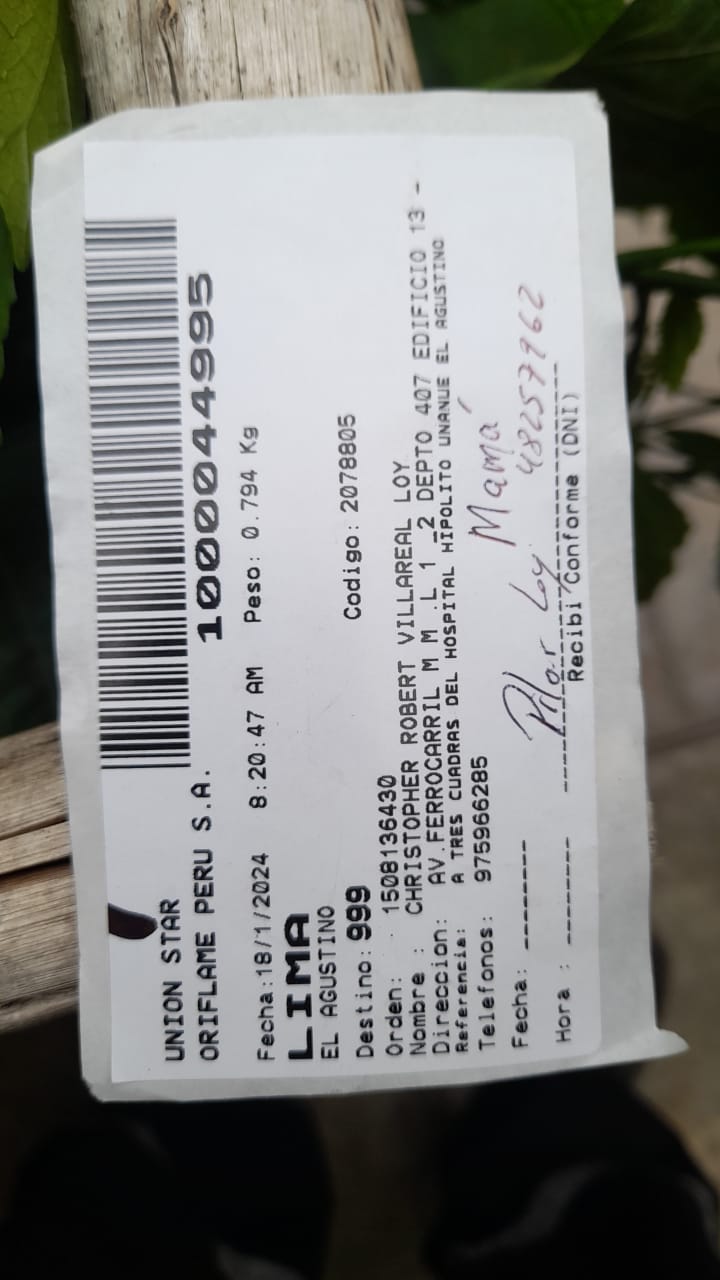 UNION STAR
ORIFLAME PERU S.A. 1000044995
Fecha:18/1/2024 8:20:47 AM Peso: 0.794 Kg
LIMA
EL AGUSTINO
Destino: 999 Codigo: 2078805
Orden: 1508136430
Nombre : CHRISTOPHER ROBERT VILLAREAL LOY
Direccion: AV.FERROCARRIL M M .L 1 _2 DEPTO 407 EDIFICIO 13 -
Referencia: A TRES CUADRAS DEL HOSPITAL HIPOLITO UNANUE EL AGUSTINO
Telefonos: 975966285
Mamá
Fecha: --------
Pilar Loy. 48257962
Hora : --------
Recibi Conforme (DNI)